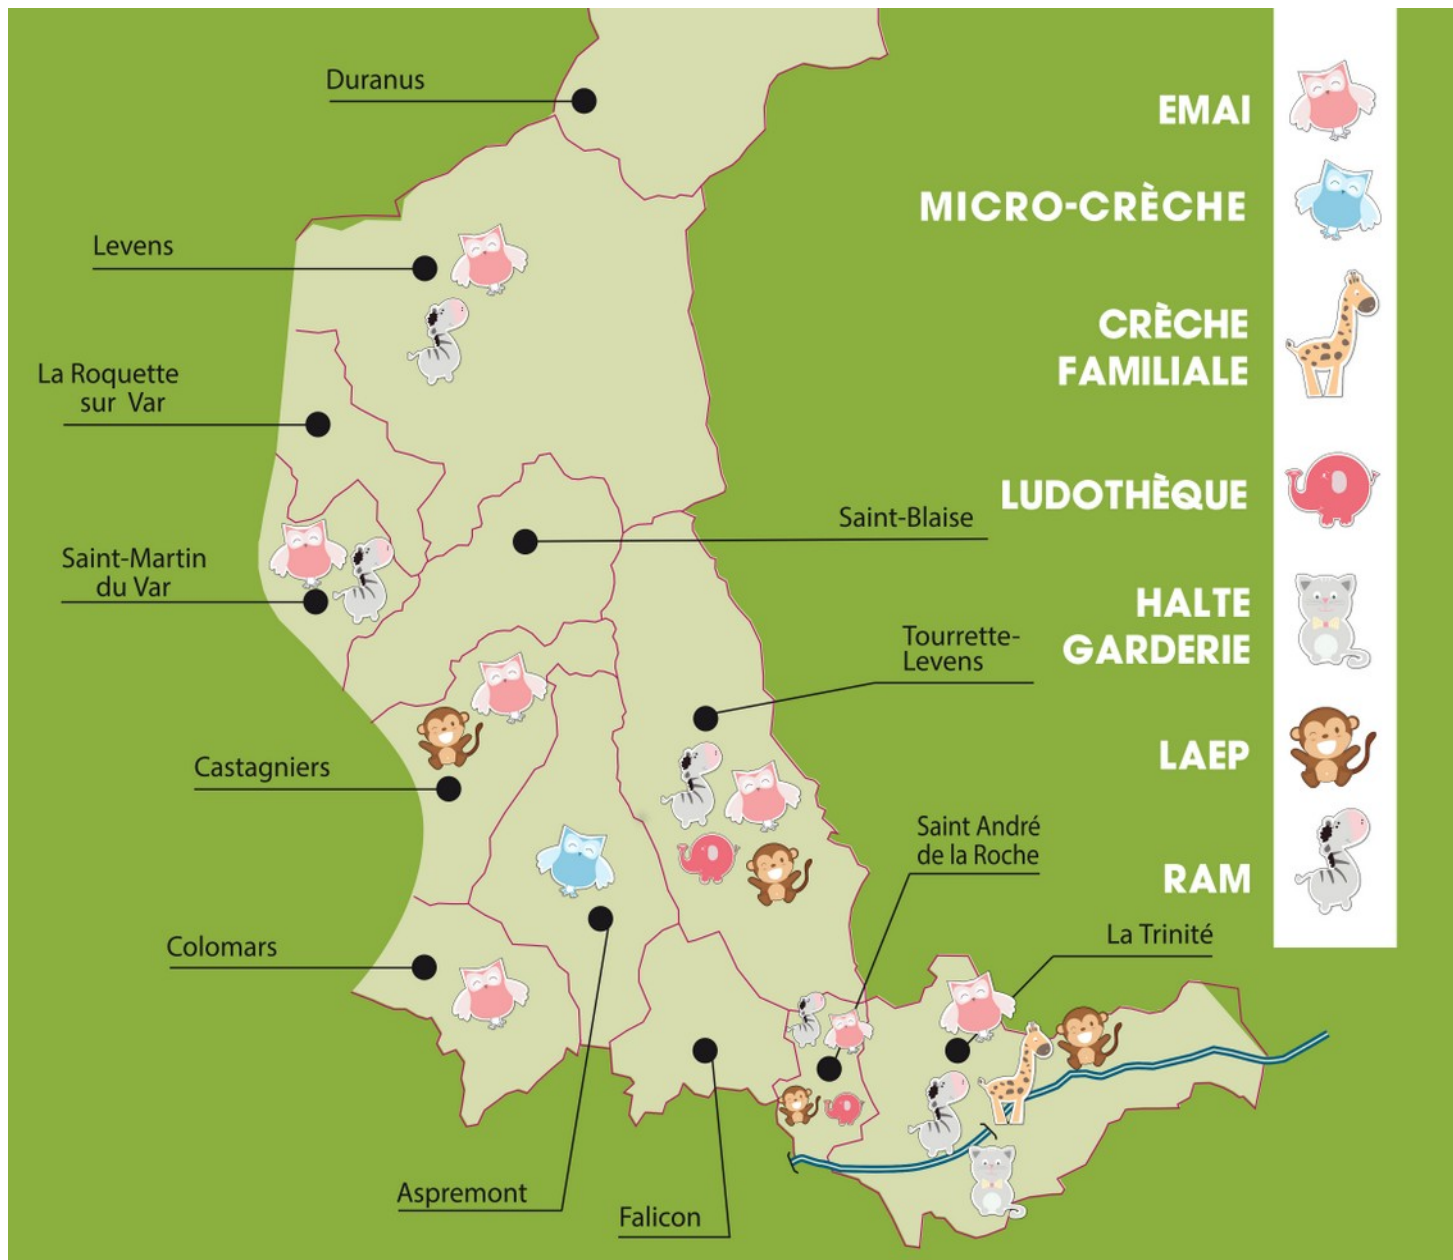 Duranus
EMAI
MICRO-CRÈCHE
Levens
CRÈCHE
FAMILIALE
La Roquette
sur Var
LUDOTHÈQUE
Saint-Blaise
Saint-Martin
du Var
HALTE
GARDERIE
Tourrette-
Levens
LAEP
Castagniers
Saint André
de la Roche
RAM
La Trinité
Colomars
Aspremont
Falicon